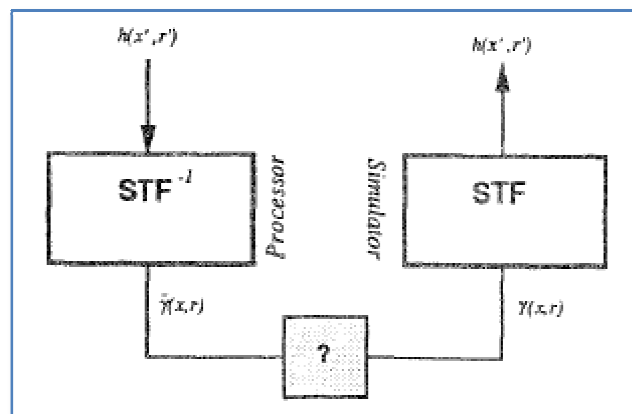 h(x',r')
h(x',r')
STF -1
Processor
Simulator
STF
γ̂(x,r)
γ(x,r)
?